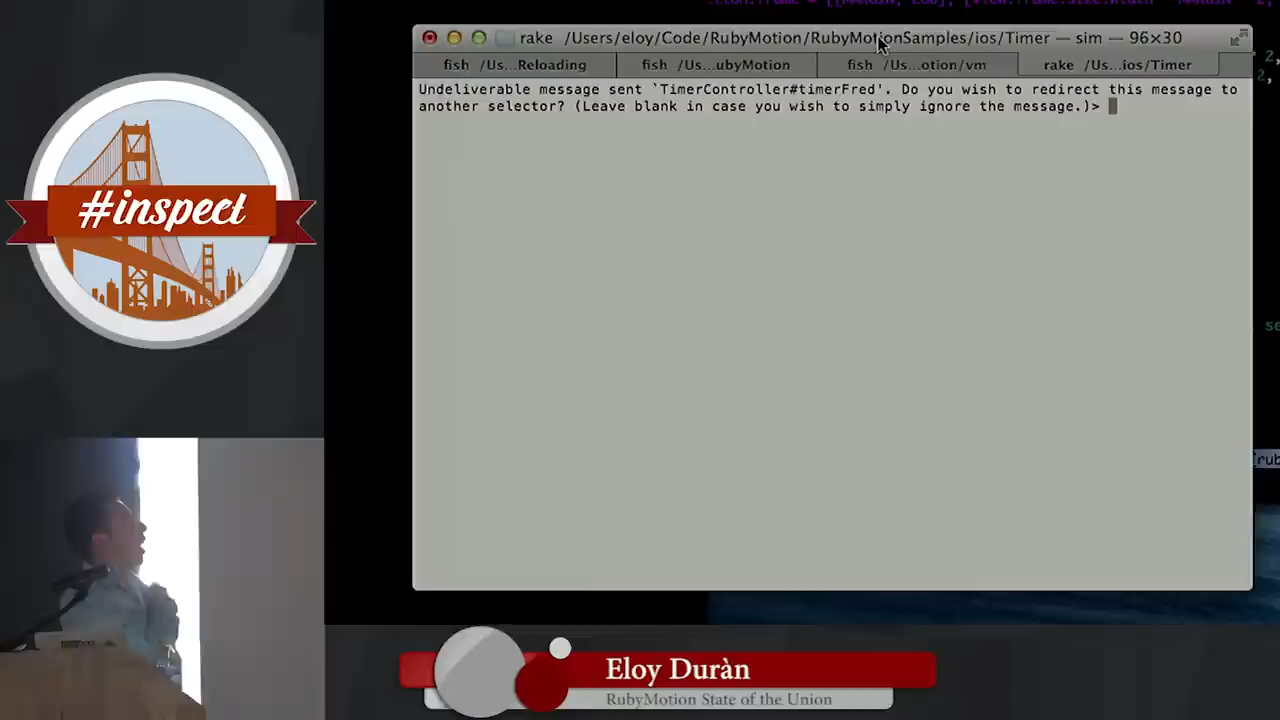 rake /Users/eloy/Code/RubyMotion/RubyMotionSamples/ios/Timer — sim — 96×30
fish /Us...Reloading
fish /Us...ubyMotion
fish /Us...otion/vm
rake /Us...ios/Timer
Undeliverable message sent `TimerController#timerFred'. Do you wish to redirect this message to
another selector? (Leave blank in case you wish to simply ignore the message.)>
#inspect
Eloy Duràn
RubyMotion State of the Union